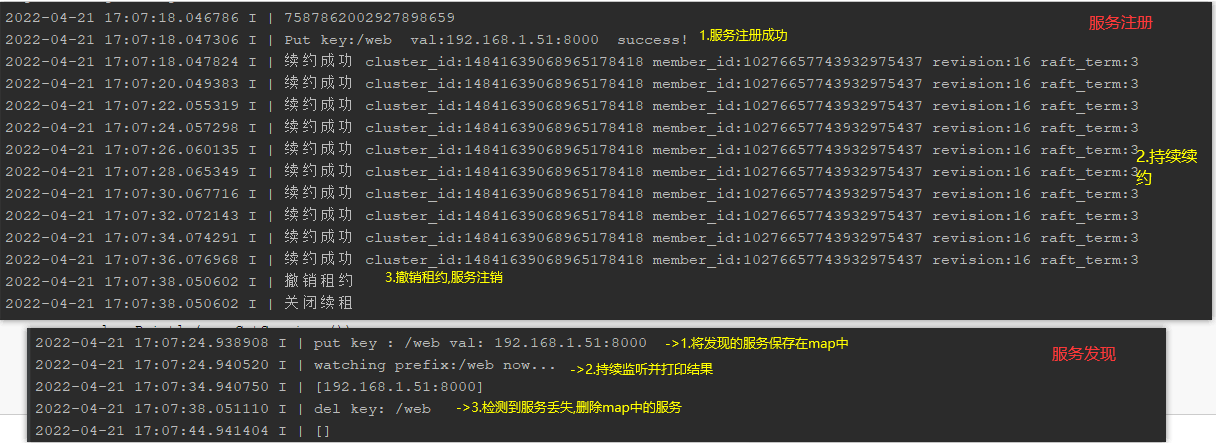 2022-04-21 17:07:18.046786 I | 7587862002927898659
服务注册
2022-04-21 17:07:18.047306 I | Put key:/web  val:192.168.1.51:8000  success! 1.服务注册成功
2022-04-21 17:07:18.047824 I | 续约成功 cluster_id:14841639068965178418 member_id:10276657743932975437 revision:16 raft_term:3
2022-04-21 17:07:20.049383 I | 续约成功 cluster_id:14841639068965178418 member_id:10276657743932975437 revision:16 raft_term:3
2022-04-21 17:07:22.055319 I | 续约成功 cluster_id:14841639068965178418 member_id:10276657743932975437 revision:16 raft_term:3
2022-04-21 17:07:24.057298 I | 续约成功 cluster_id:14841639068965178418 member_id:10276657743932975437 revision:16 raft_term:3
2022-04-21 17:07:26.060135 I | 续约成功 cluster_id:14841639068965178418 member_id:10276657743932975437 revision:16 raft_term:3
2022-04-21 17:07:28.065349 I | 续约成功 cluster_id:14841639068965178418 member_id:10276657743932975437 revision:16 raft_term:3
2022-04-21 17:07:30.067716 I | 续约成功 cluster_id:14841639068965178418 member_id:10276657743932975437 revision:16 raft_term:3
2022-04-21 17:07:32.072143 I | 续约成功 cluster_id:14841639068965178418 member_id:10276657743932975437 revision:16 raft_term:3
2022-04-21 17:07:34.074291 I | 续约成功 cluster_id:14841639068965178418 member_id:10276657743932975437 revision:16 raft_term:3
2022-04-21 17:07:36.076968 I | 续约成功 cluster_id:14841639068965178418 member_id:10276657743932975437 revision:16 raft_term:3
2.持续续
约
2022-04-21 17:07:38.050602 I | 撤销租约 3.撤销租约,服务注销
2022-04-21 17:07:38.050602 I | 关闭续租
2022-04-21 17:07:24.938908 I | put key : /web val: 192.168.1.51:8000 ->1.将发现的服务保存在map中
服务发现
2022-04-21 17:07:24.940520 I | watching prefix:/web now... ->2.持续监听并打印结果
2022-04-21 17:07:34.940750 I | [192.168.1.51:8000]
2022-04-21 17:07:38.051110 I | del key: /web ->3.检测到服务丢失,删除map中的服务
2022-04-21 17:07:44.941404 I | []